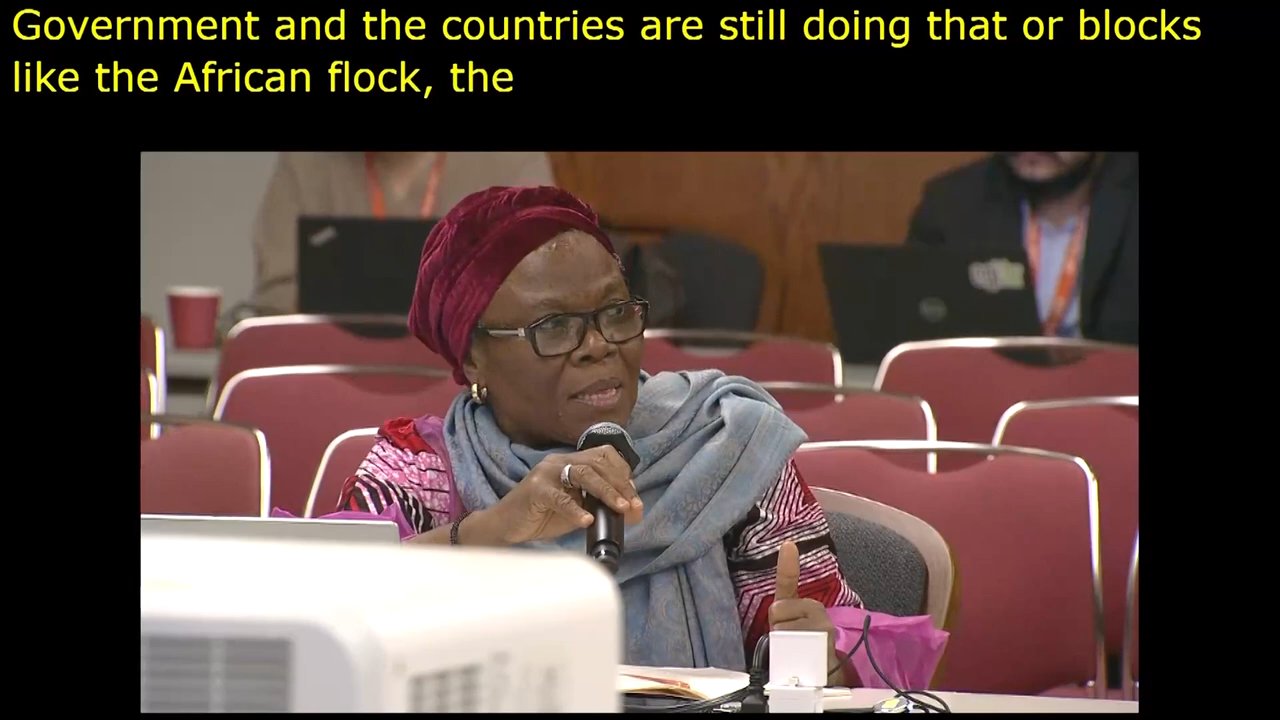 Government and the countries are still doing that or blocks
like the African flock, the